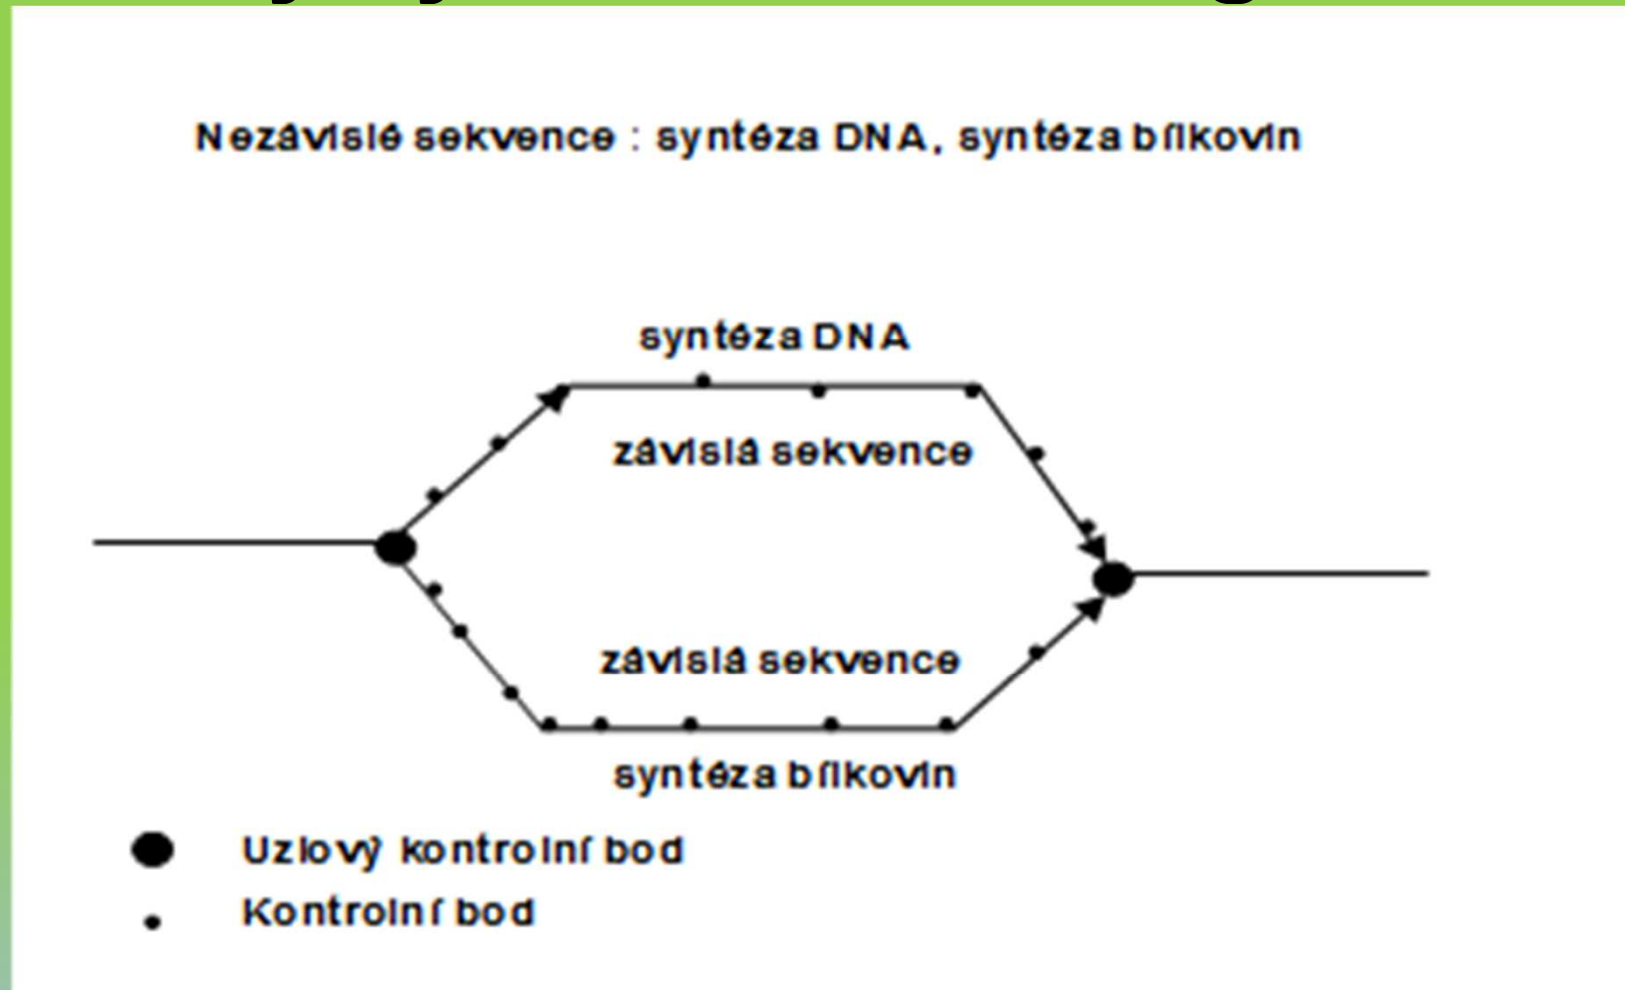 Nezávislé sekvence : syntéza DNA, syntéza bílkovin
syntéza DNA
závislá sekvence
závislá sekvence
syntéza bílkovin
Uzlový kontrolní bod
Kontrolní bod